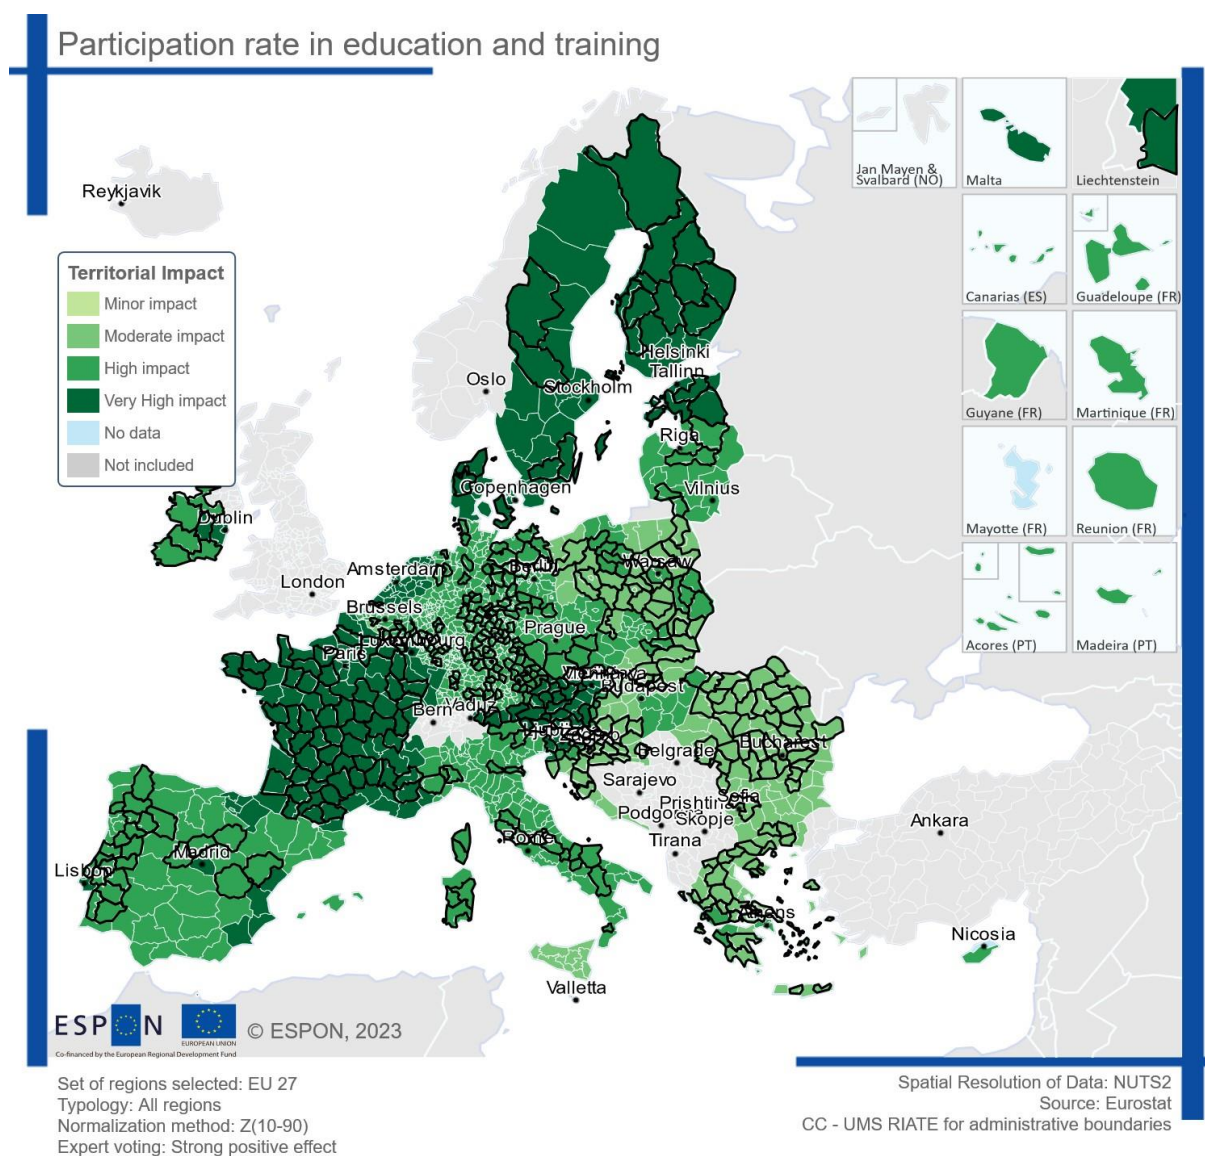 Participation rate in education and training
Jan Mayen &
Svalbard (NO)
Malta
Liechtenstein
Reykjavik
Territorial Impact
Minor impact
Moderate impact
High impact
Very High impact
No data
Not included
Canarias (ES)
Guadeloupe (FR)
Helsinki
Tallinn
Oslo
Stockholm
Guyane (FR)
Martinique (FR)
Riga
Copenhagen
Vilnius
Dublin
Mayotte (FR)
Reunion (FR)
London
Amsterdam
Berlin
Warsaw
Brussels
Prague
Luxembourg
Paris
Acores (PT)
Madeira (PT)
Budapest
Bern
Vaduz
Belgrade
Bucharest
Sarajevo
Sofia
Prishtina
Podgorica
Skopje
Ankara
Tirana
Rome
Madrid
Lisbon
Athens
Nicosia
Valletta
ESPON
EUROPEAN UNION
© ESPON, 2023
Co-financed by the European Regional Development Fund
Set of regions selected: EU 27
Typology: All regions
Normalization method: Z(10-90)
Expert voting: Strong positive effect
Spatial Resolution of Data: NUTS2
Source: Eurostat
CC - UMS RIATE for administrative boundaries